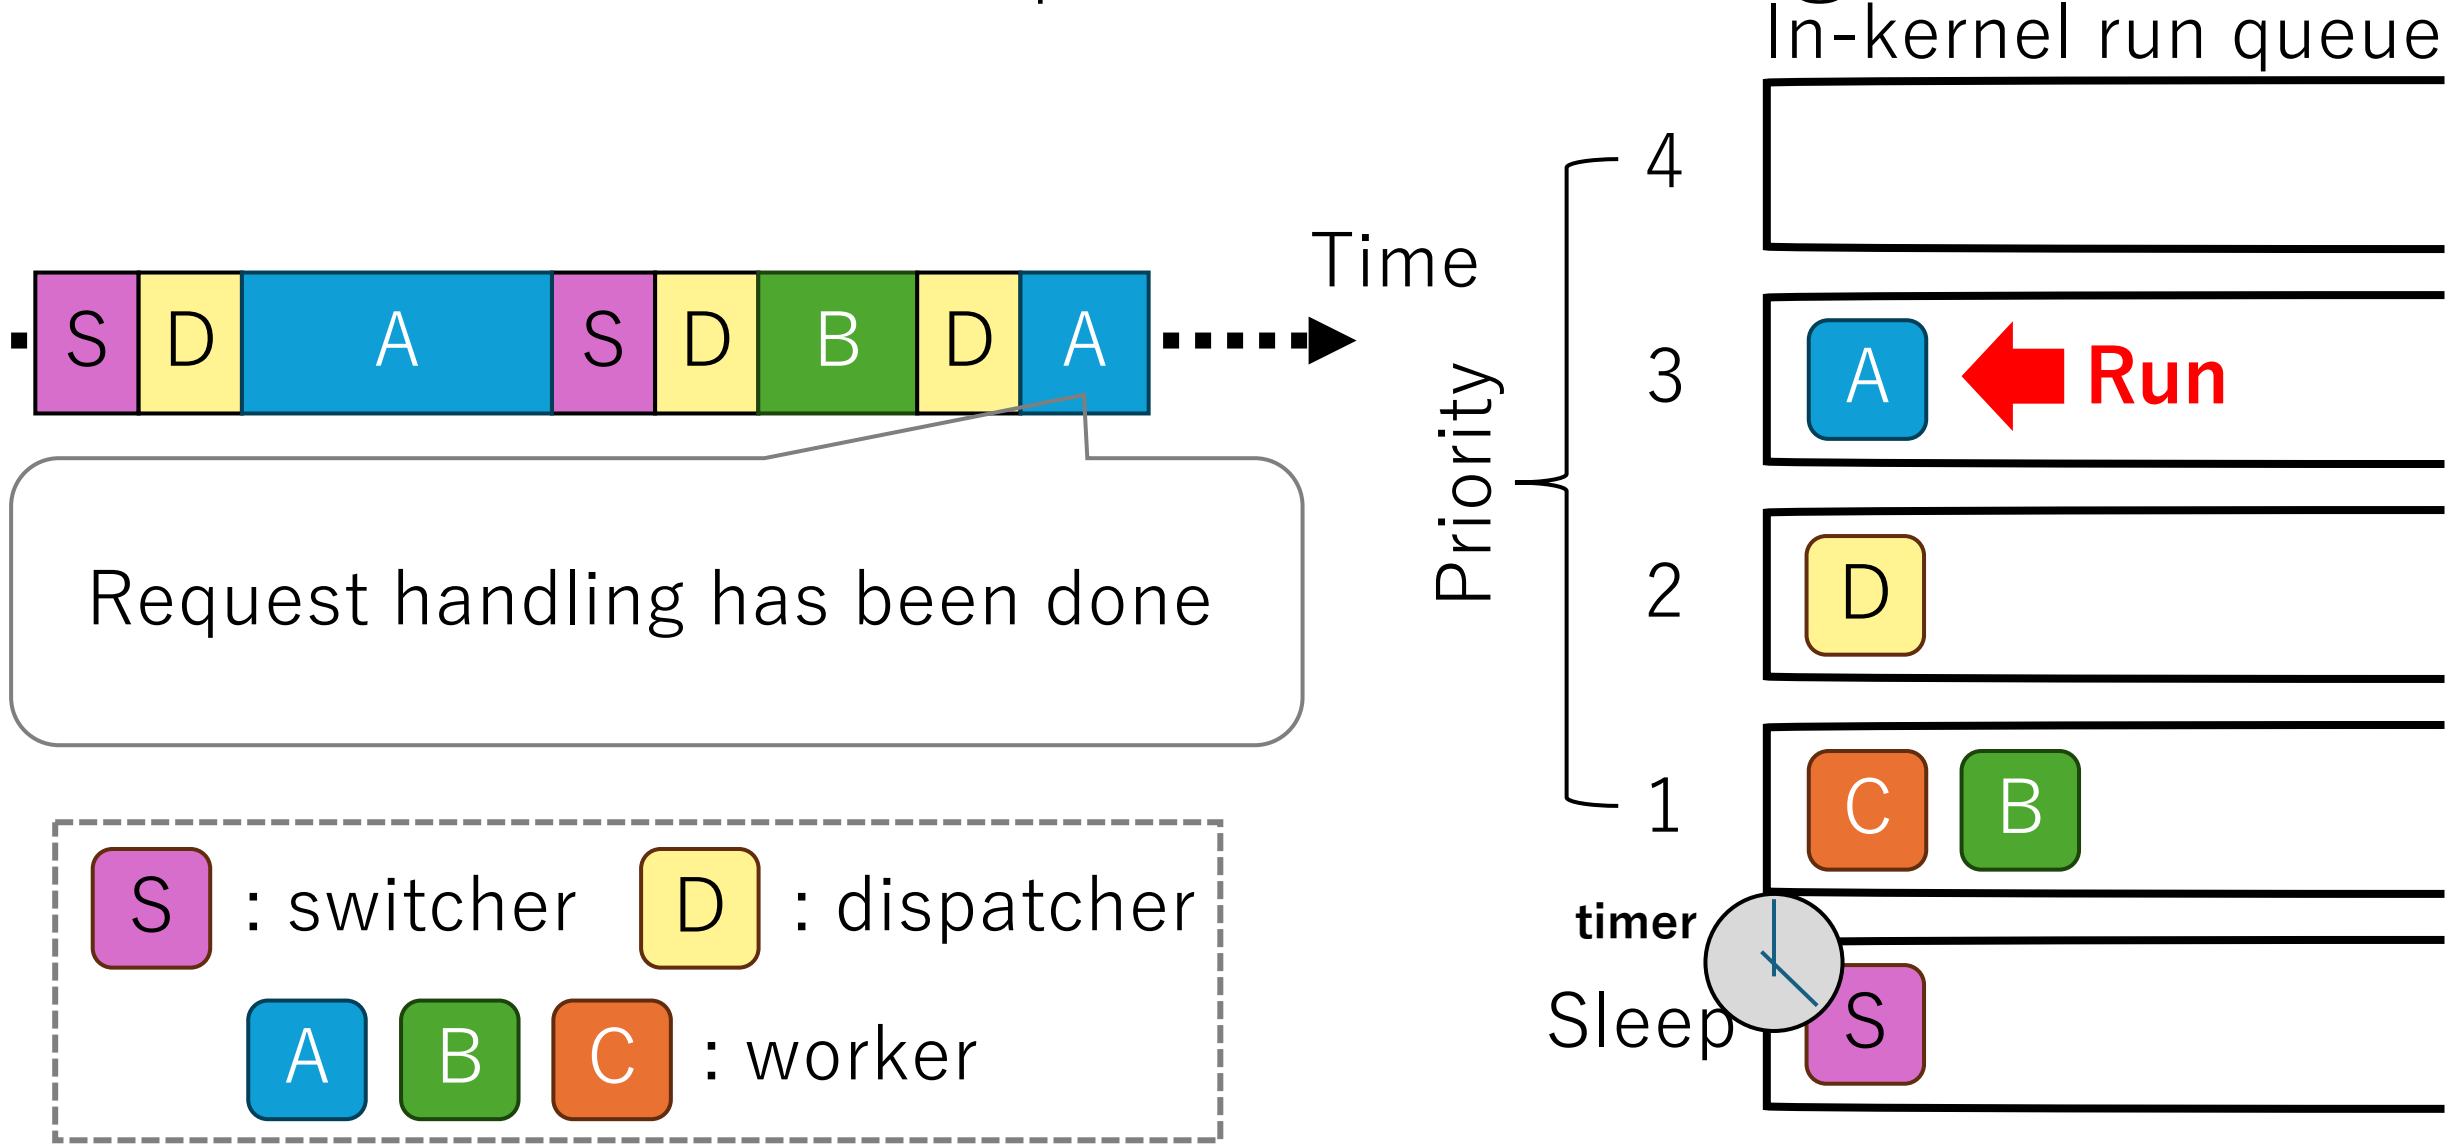 In-kernel run queue
4
Time
S D A S D B D A
3
A
Run
Priority
Request handling has been done
2
D
1
C B
S : switcher D : dispatcher
timer
Sleep
S
A B C : worker